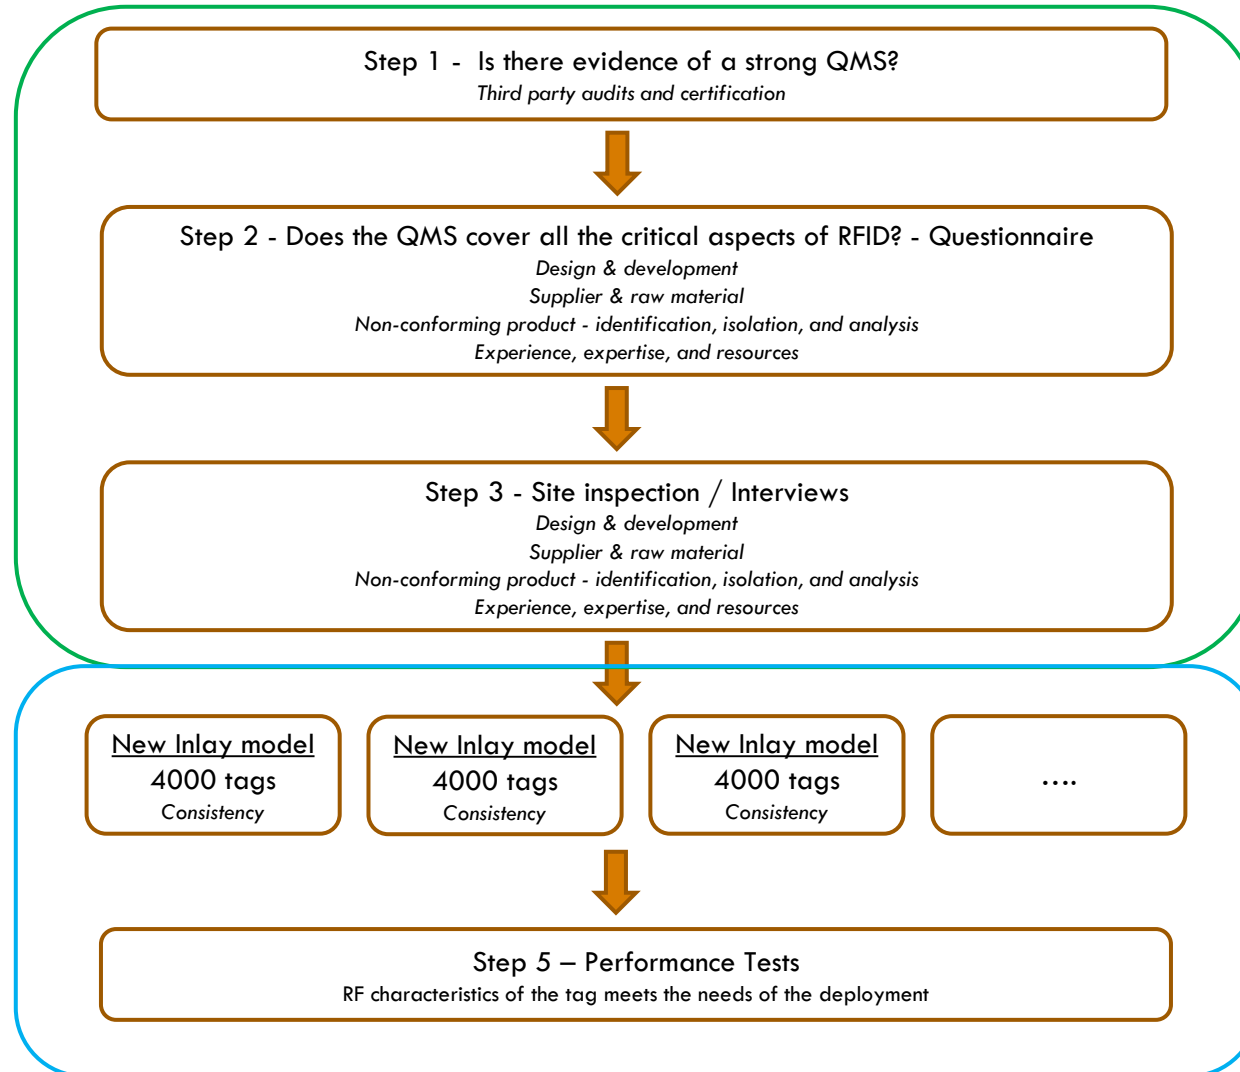 Step 1 - Is there evidence of a strong QMS?
Third party audits and certification
Step 2 - Does the QMS cover all the critical aspects of RFID? - Questionnaire
Design & development
Supplier & raw material
Non-conforming product - identification, isolation, and analysis
Experience, expertise, and resources
Step 3 - Site inspection / Interviews
Design & development
Supplier & raw material
Non-conforming product - identification, isolation, and analysis
Experience, expertise, and resources
New Inlay model
4000 tags
Consistency
New Inlay model
4000 tags
Consistency
New Inlay model
4000 tags
Consistency
....
Step 5 – Performance Tests
RF characteristics of the tag meets the needs of the deployment